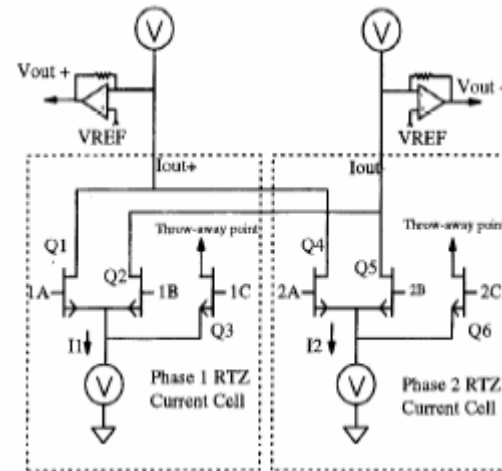 V
V
Vout +
Vout -
VREF
VREF
Iout+
Iout-
Q1
Throw-away point
Q4
Throw-away point
Q2
Q5
1A
1B
1C
2A
2B
2C
I1
Q3
I2
Q6
V
Phase 1 RTZ
Current Cell
V
Phase 2 RTZ
Current Cell